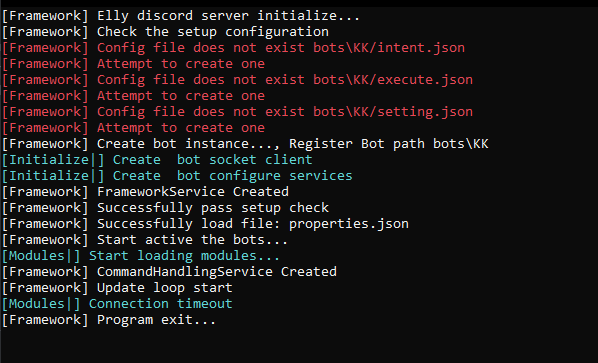 [Framework] Elly discord server initialize...
[Framework] Check the setup configuration
[Framework] Config file does not exist bots\KK/intent.json
[Framework] Attempt to create one
[Framework] Config file does not exist bots\KK/execute.json
[Framework] Attempt to create one
[Framework] Config file does not exist bots\KK/setting.json
[Framework] Attempt to create one
[Framework] Create bot instance..., Register Bot path bots\KK
[Initialize|] Create  bot socket client
[Initialize|] Create  bot configure services
[Framework] FrameworkService Created
[Framework] Successfully pass setup check
[Framework] Successfully load file: properties.json
[Framework] Start active the bots...
[Modules|] Start loading modules...
[Framework] CommandHandlingService Created
[Framework] Update loop start
[Modules|] Connection timeout
[Framework] Program exit...